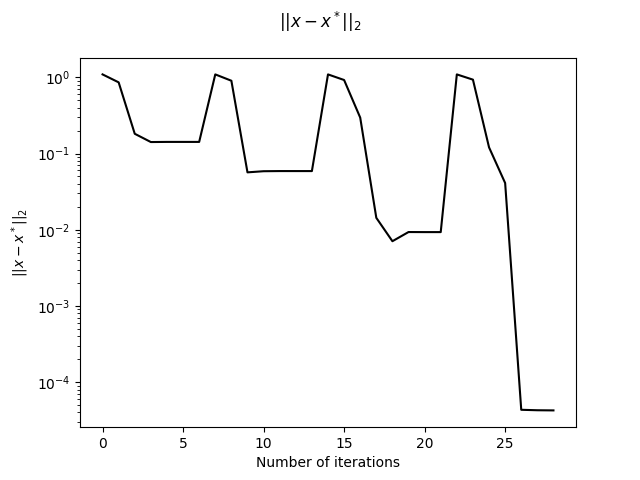 ||x − x*||₂
10⁰
10⁻¹
10⁻²
10⁻³
10⁻⁴
||x − x*||₂
0 5 10 15 20 25
Number of iterations